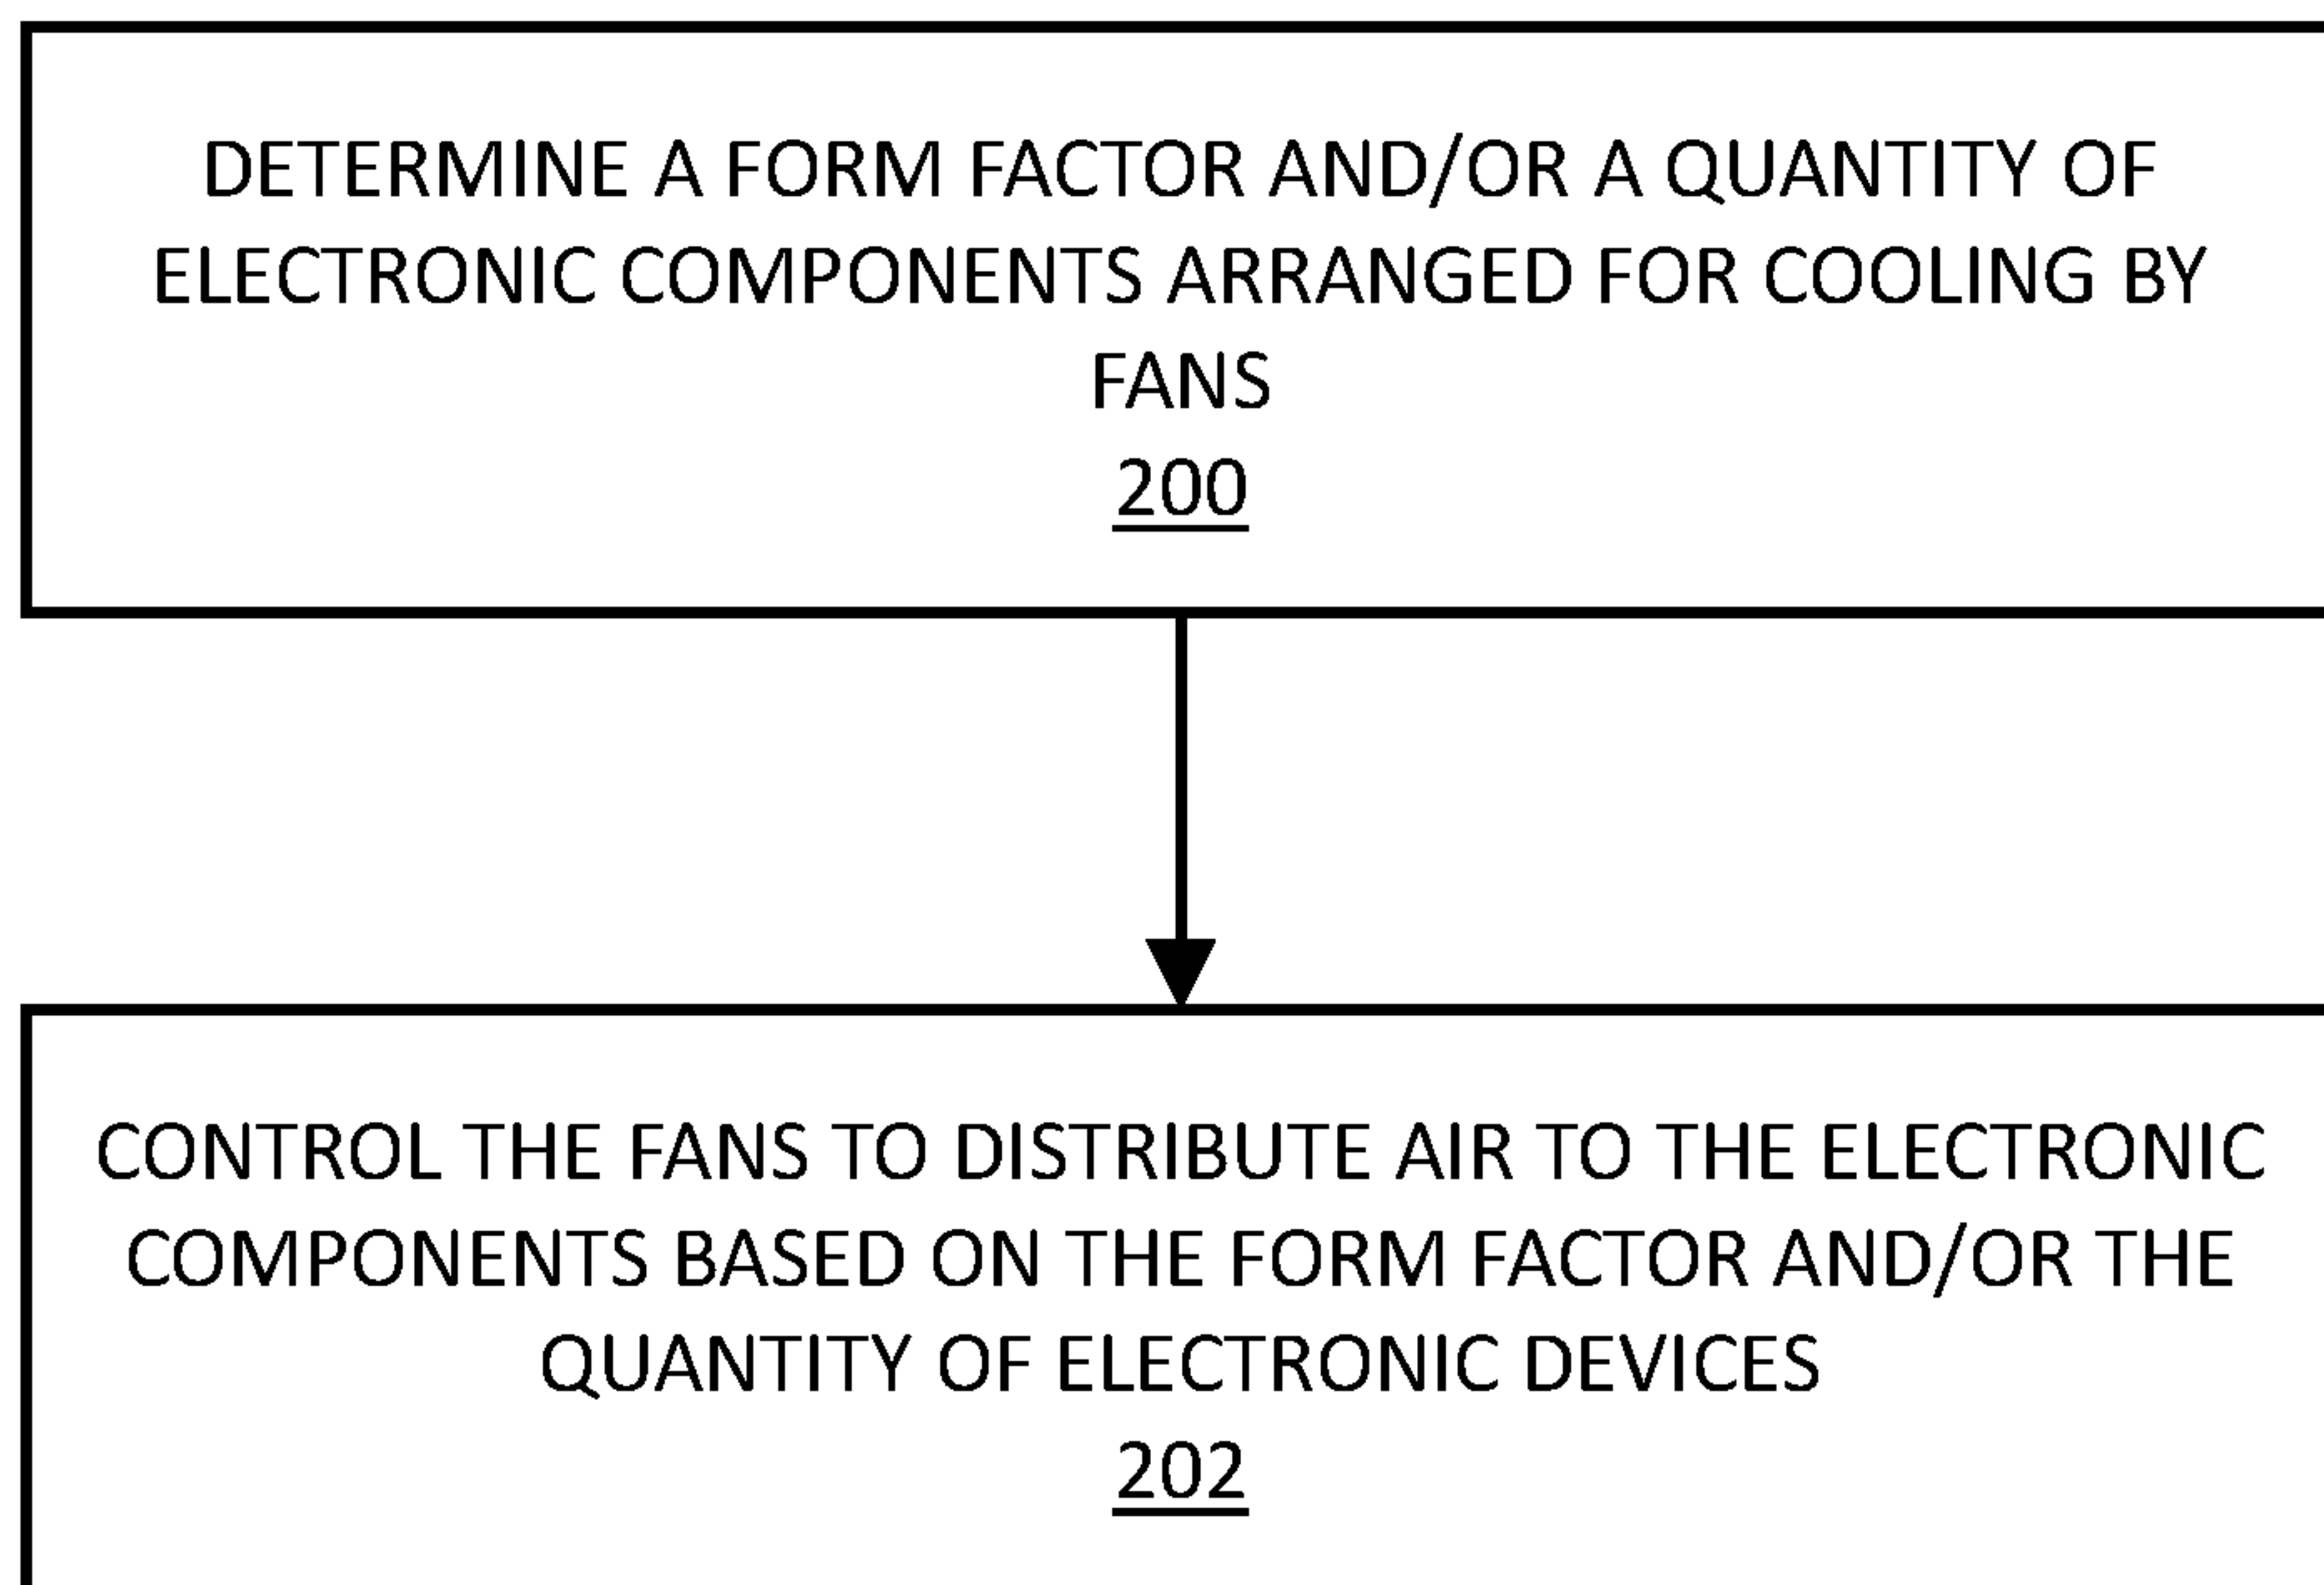 DETERMINE A FORM FACTOR AND/OR A QUANTITY OF
ELECTRONIC COMPONENTS ARRANGED FOR COOLING BY
FANS
200
CONTROL THE FANS TO DISTRIBUTE AIR TO THE ELECTRONIC
COMPONENTS BASED ON THE FORM FACTOR AND/OR THE
QUANTITY OF ELECTRONIC DEVICES
202